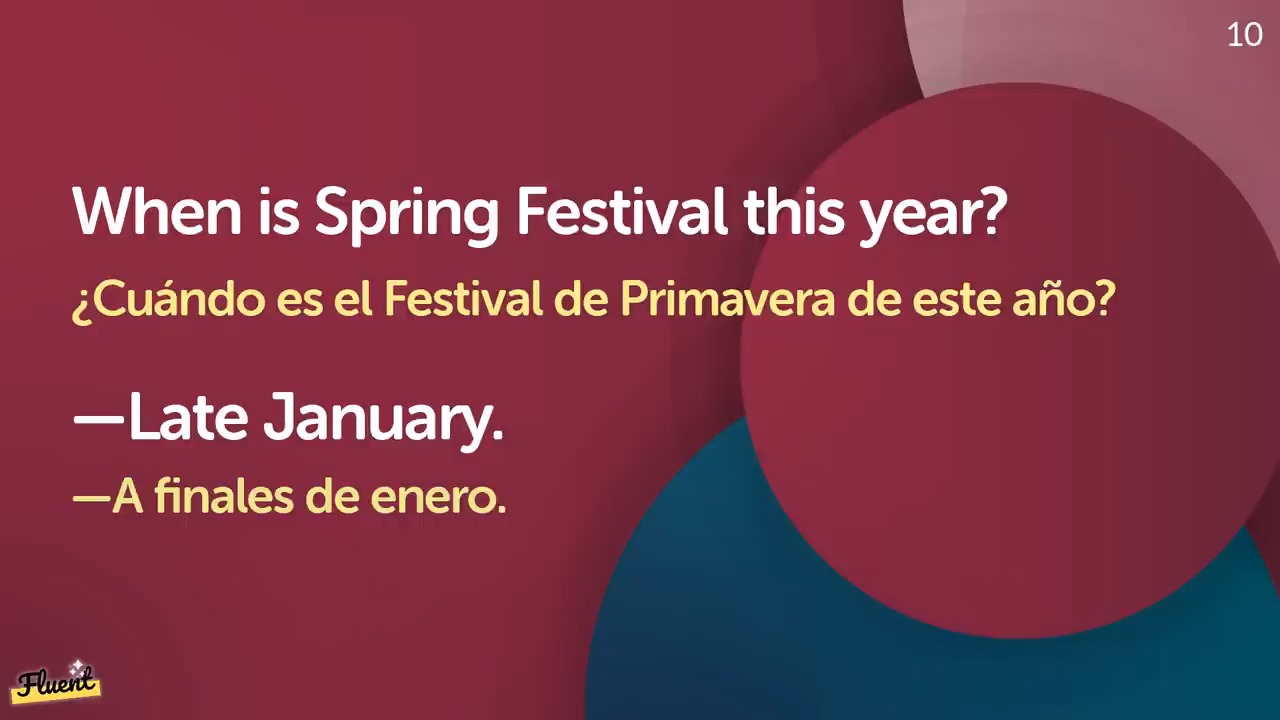 10
When is Spring Festival this year?
¿Cuándo es el Festival de Primavera de este año?
—Late January.
—A finales de enero.
Fluent